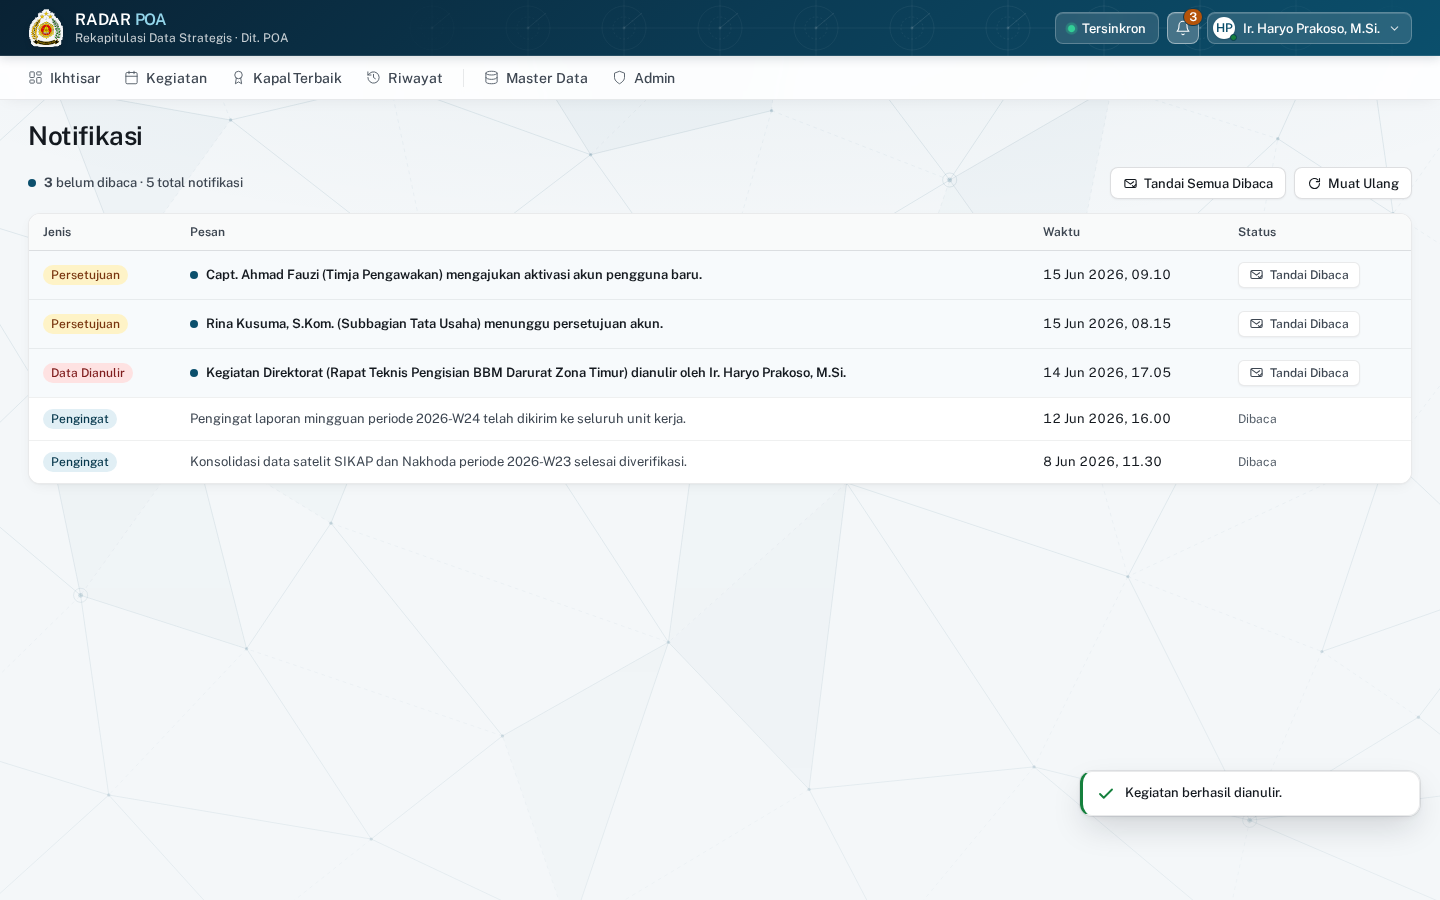 RADAR POA
Rekapitulasi Data Strategis · Dit. POA
Tersinkron
3
HP
Ir. Haryo Prakoso, M.Si.
Ikhtisar
Kegiatan
Kapal Terbaik
Riwayat
Master Data
Admin
Notifikasi
3 belum dibaca · 5 total notifikasi
Tandai Semua Dibaca
Muat Ulang
Jenis Pesan Waktu Status
Persetujuan Capt. Ahmad Fauzi (Timja Pengawakan) mengajukan aktivasi akun pengguna baru. 15 Jun 2026, 09.10 Tandai Dibaca
Persetujuan Rina Kusuma, S.Kom. (Subbagian Tata Usaha) menunggu persetujuan akun. 15 Jun 2026, 08.15 Tandai Dibaca
Data Dianulir Kegiatan Direktorat (Rapat Teknis Pengisian BBM Darurat Zona Timur) dianulir oleh Ir. Haryo Prakoso, M.Si. 14 Jun 2026, 17.05 Tandai Dibaca
Pengingat Pengingat laporan mingguan periode 2026-W24 telah dikirim ke seluruh unit kerja. 12 Jun 2026, 16.00 Dibaca
Pengingat Konsolidasi data satelit SIKAP dan Nakhoda periode 2026-W23 selesai diverifikasi. 8 Jun 2026, 11.30 Dibaca
Kegiatan berhasil dianulir.